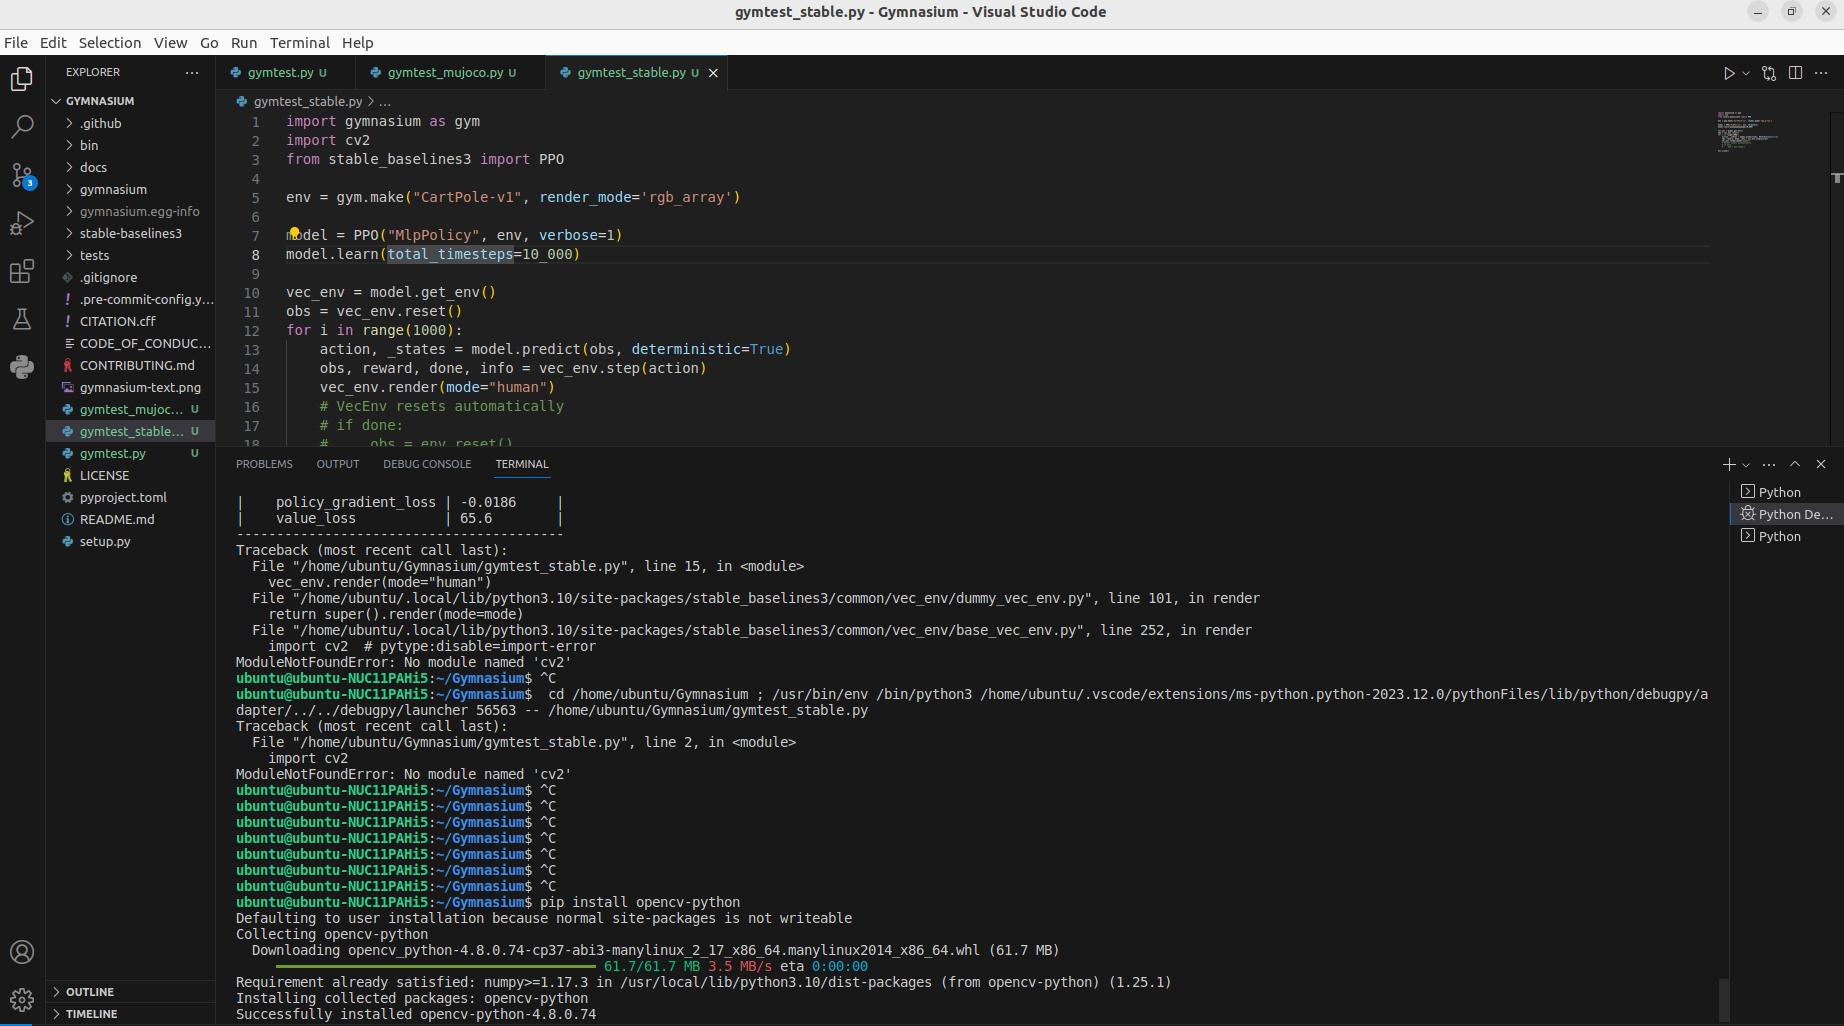 gymtest_stable.py - Gymnasium - Visual Studio Code
File Edit Selection View Go Run Terminal Help
EXPLORER
GYMNASIUM
.github
bin
docs
gymnasium
gymnasium.egg-info
stable-baselines3
tests
.gitignore
.pre-commit-config.y...
CITATION.cff
CODE_OF_CONDUC...
CONTRIBUTING.md
gymnasium-text.png
gymtest_mujoc... U
gymtest_stable... U
gymtest.py U
LICENSE
pyproject.toml
README.md
setup.py
OUTLINE
TIMELINE
3
gymtest.py U gymtest_mujoco.py U gymtest_stable.py U
gymtest_stable.py > ...
1 import gymnasium as gym
2 import cv2
3 from stable_baselines3 import PPO
4
5 env = gym.make("CartPole-v1", render_mode='rgb_array')
6
7 model = PPO("MlpPolicy", env, verbose=1)
8 model.learn(total_timesteps=10_000)
9
10 vec_env = model.get_env()
11 obs = vec_env.reset()
12 for i in range(1000):
13 action, _states = model.predict(obs, deterministic=True)
14 obs, reward, done, info = vec_env.step(action)
15 vec_env.render(mode="human")
16 # VecEnv resets automatically
17 # if done:
18 # obs = env.reset()
PROBLEMS OUTPUT DEBUG CONSOLE TERMINAL
| policy_gradient_loss | -0.0186 |
| value_loss | 65.6 |
-----------------------------------------
Traceback (most recent call last):
File "/home/ubuntu/Gymnasium/gymtest_stable.py", line 15, in <module>
vec_env.render(mode="human")
File "/home/ubuntu/.local/lib/python3.10/site-packages/stable_baselines3/common/vec_env/dummy_vec_env.py", line 101, in render
return super().render(mode=mode)
File "/home/ubuntu/.local/lib/python3.10/site-packages/stable_baselines3/common/vec_env/base_vec_env.py", line 252, in render
import cv2 # pytype:disable=import-error
ModuleNotFoundError: No module named 'cv2'
ubuntu@ubuntu-NUC11PAHi5:~/Gymnasium$ ^C
ubuntu@ubuntu-NUC11PAHi5:~/Gymnasium$ cd /home/ubuntu/Gymnasium ; /usr/bin/env /bin/python3 /home/ubuntu/.vscode/extensions/ms-python.python-2023.12.0/pythonFiles/lib/python/debugpy/a
dapter/../../debugpy/launcher 56563 -- /home/ubuntu/Gymnasium/gymtest_stable.py
Traceback (most recent call last):
File "/home/ubuntu/Gymnasium/gymtest_stable.py", line 2, in <module>
import cv2
ModuleNotFoundError: No module named 'cv2'
ubuntu@ubuntu-NUC11PAHi5:~/Gymnasium$ ^C
ubuntu@ubuntu-NUC11PAHi5:~/Gymnasium$ ^C
ubuntu@ubuntu-NUC11PAHi5:~/Gymnasium$ ^C
ubuntu@ubuntu-NUC11PAHi5:~/Gymnasium$ ^C
ubuntu@ubuntu-NUC11PAHi5:~/Gymnasium$ ^C
ubuntu@ubuntu-NUC11PAHi5:~/Gymnasium$ ^C
ubuntu@ubuntu-NUC11PAHi5:~/Gymnasium$ ^C
ubuntu@ubuntu-NUC11PAHi5:~/Gymnasium$ pip install opencv-python
Defaulting to user installation because normal site-packages is not writeable
Collecting opencv-python
Downloading opencv_python-4.8.0.74-cp37-abi3-manylinux_2_17_x86_64.manylinux2014_x86_64.whl (61.7 MB)
61.7/61.7 MB 3.5 MB/s eta 0:00:00
Requirement already satisfied: numpy>=1.17.3 in /usr/local/lib/python3.10/dist-packages (from opencv-python) (1.25.1)
Installing collected packages: opencv-python
Successfully installed opencv-python-4.8.0.74
Python
Python De...
Python